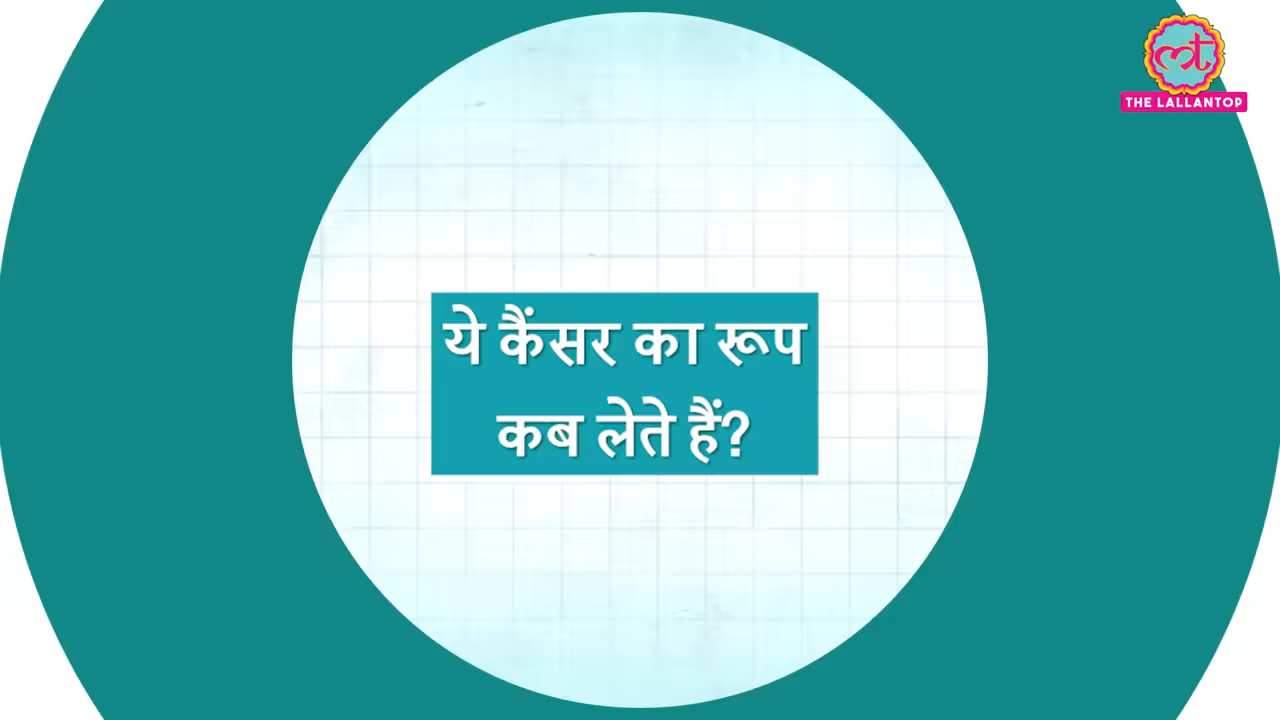 THE LALLANTOP
ये कैंसर का रूप
कब लेते हैं?